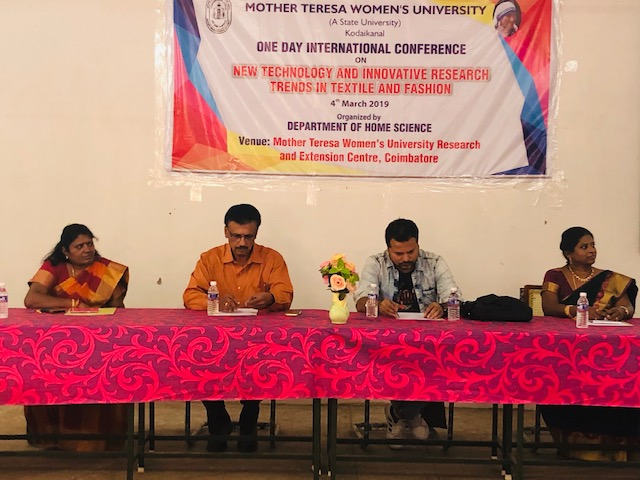 MOTHER TERESA WOMEN'S UNIVERSITY
(A State University)
Kodaikanal
ONE DAY INTERNATIONAL CONFERENCE
ON
NEW TECHNOLOGY AND INNOVATIVE RESEARCH
TRENDS IN TEXTILE AND FASHION
4th March 2019
Organized by
DEPARTMENT OF HOME SCIENCE
Venue: Mother Teresa Women's University Research
and Extension Centre, Coimbatore